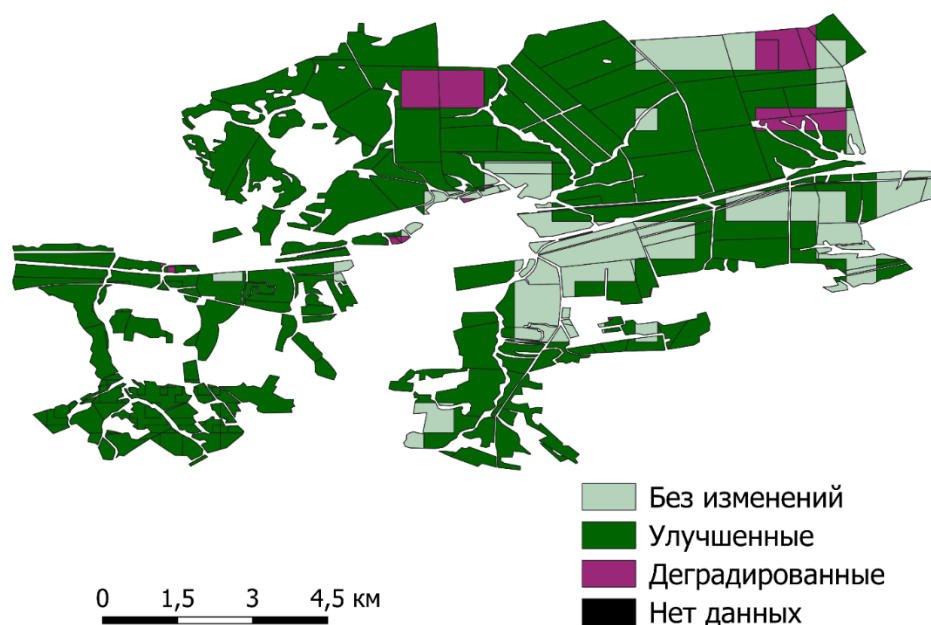 Без изменений
Улучшенные
Деградированные
Нет данных
0 1,5 3 4,5 км